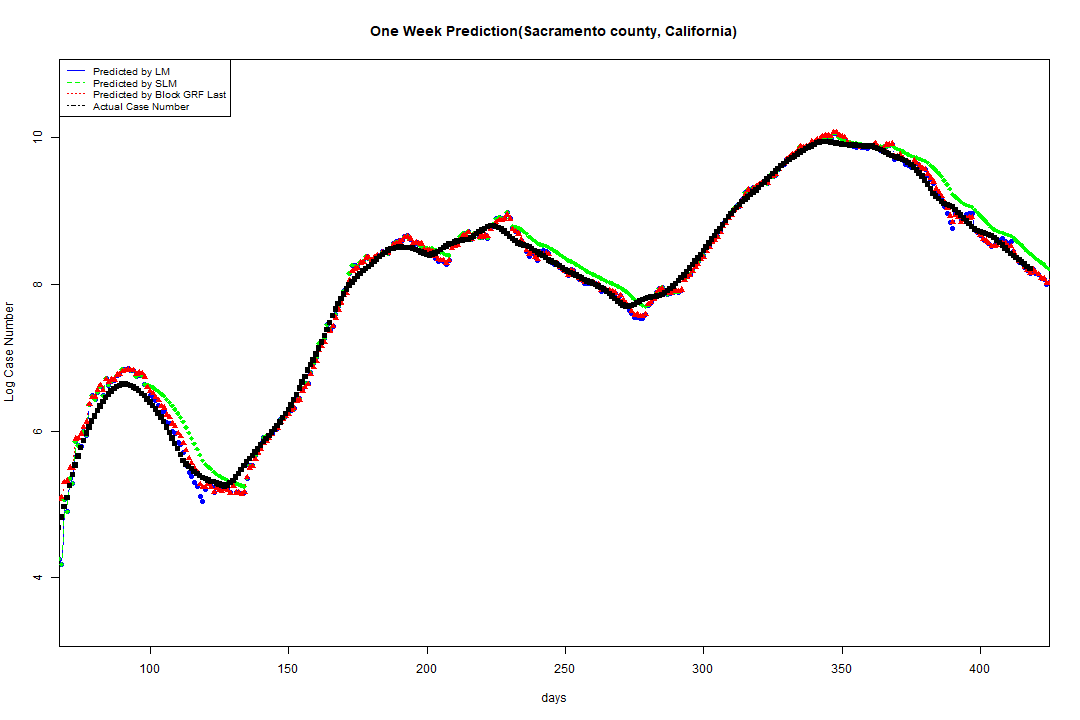 One Week Prediction(Sacramento county, California)
Predicted by LM
Predicted by SLM
Predicted by Block GRF Last
Actual Case Number
10
8
6
4
Log Case Number
100 150 200 250 300 350 400
days